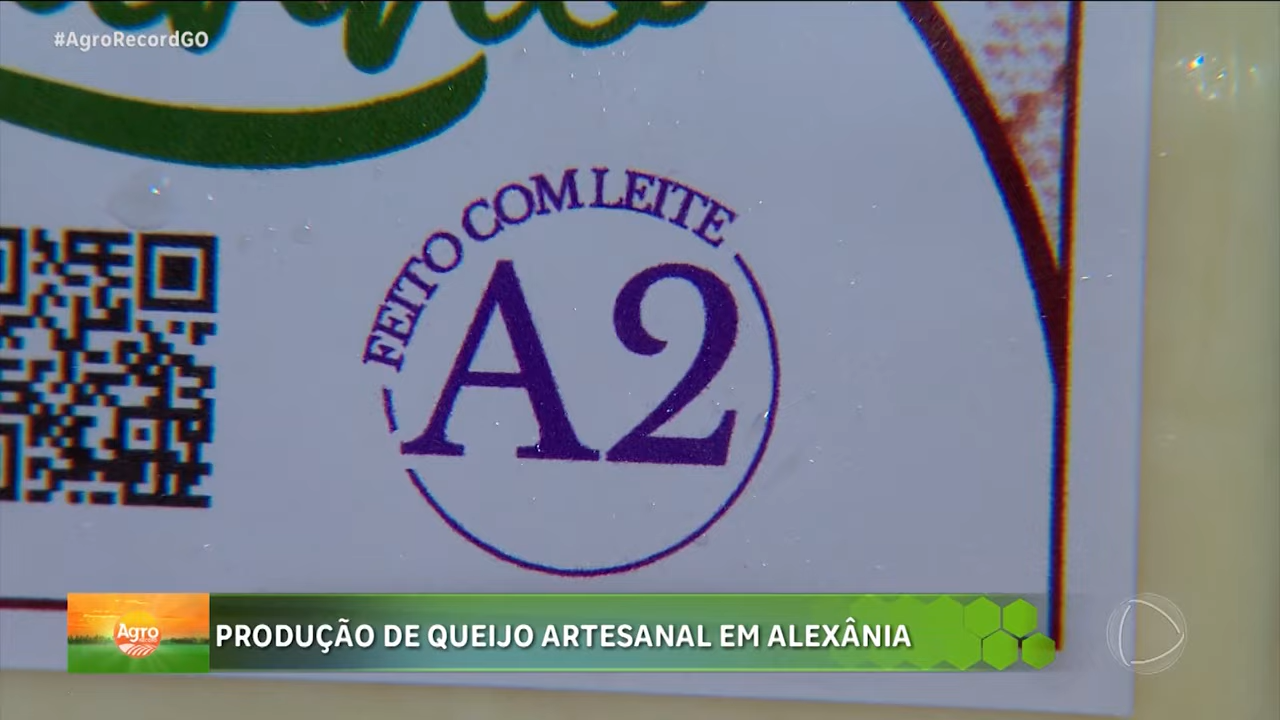 #AgroRecordGO
FEITO COM LEITE
A2
Agro
PRODUÇÃO DE QUEIJO ARTESANAL EM ALEXÂNIA